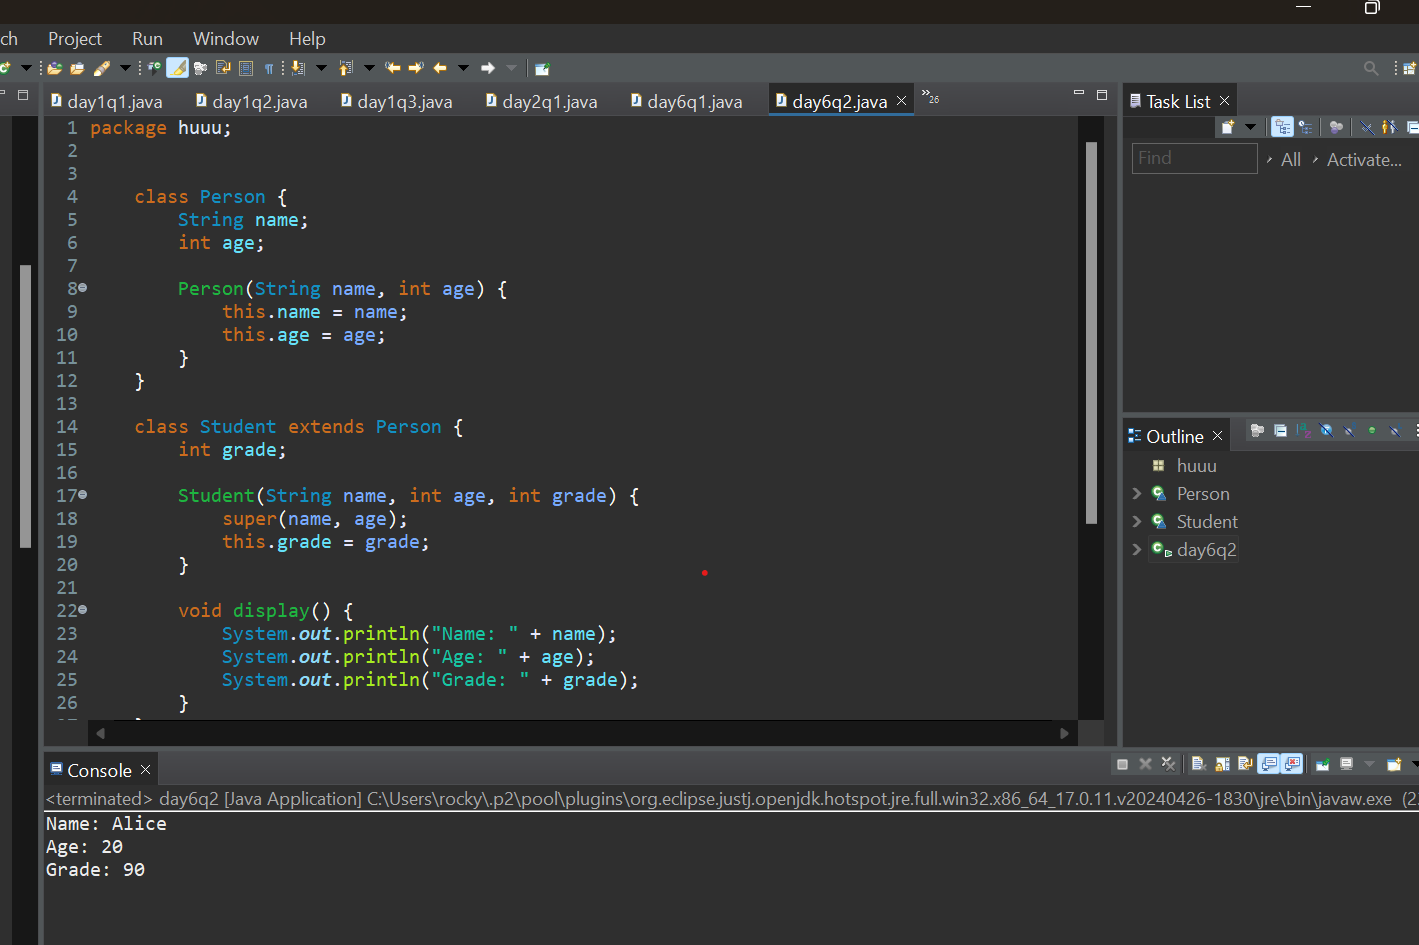 ch Project Run Window Help
day1q1.java day1q2.java day1q3.java day2q1.java day6q1.java day6q2.java »26
Task List
Find All Activate...
1 package huuu;
2
3
4 class Person {
5 String name;
6 int age;
7
8 Person(String name, int age) {
9 this.name = name;
10 this.age = age;
11 }
12 }
13
14 class Student extends Person {
15 int grade;
16
17 Student(String name, int age, int grade) {
18 super(name, age);
19 this.grade = grade;
20 }
21
22 void display() {
23 System.out.println("Name: " + name);
24 System.out.println("Age: " + age);
25 System.out.println("Grade: " + grade);
26 }
Outline
huuu
Person
Student
day6q2
Console
<terminated> day6q2 [Java Application] C:\Users\rocky\.p2\pool\plugins\org.eclipse.justj.openjdk.hotspot.jre.full.win32.x86_64_17.0.11.v20240426-1830\jre\bin\javaw.exe (2
Name: Alice
Age: 20
Grade: 90